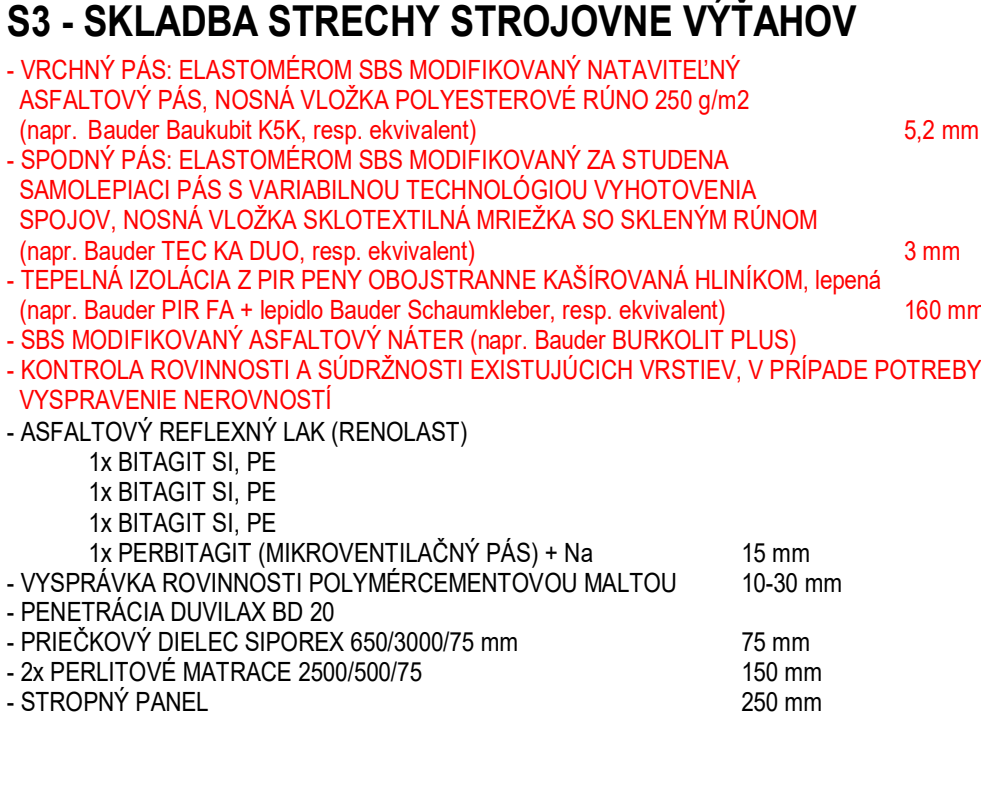 S3 - SKLADBA STRECHY STROJOVNE VÝŤAHOV
- VRCHNÝ PÁS: ELASTOMÉROM SBS MODIFIKOVANÝ NATAVITEĽNÝ
ASFALTOVÝ PÁS, NOSNÁ VLOŽKA POLYESTEROVÉ RÚNO 250 g/m2
(napr. Bauder Baukubit K5K, resp. ekvivalent) 5,2 mm
- SPODNÝ PÁS: ELASTOMÉROM SBS MODIFIKOVANÝ ZA STUDENA
SAMOLEPIACI PÁS S VARIABILNOU TECHNOLÓGIOU VYHOTOVENIA
SPOJOV, NOSNÁ VLOŽKA SKLOTEXTILNÁ MRIEŽKA SO SKLENÝM RÚNOM
(napr. Bauder TEC KA DUO, resp. ekvivalent) 3 mm
- TEPELNÁ IZOLÁCIA Z PIR PENY OBOJSTRANNE KAŠÍROVANÁ HLINÍKOM, lepená
(napr. Bauder PIR FA + lepidlo Bauder Schaumkleber, resp. ekvivalent) 160 mm
- SBS MODIFIKOVANÝ ASFALTOVÝ NÁTER (napr. Bauder BURKOLIT PLUS)
- KONTROLA ROVINNOSTI A SÚDRŽNOSTI EXISTUJÚCICH VRSTIEV, V PRÍPADE POTREBY
VYSPRAVENIE NEROVNOSTÍ
- ASFALTOVÝ REFLEXNÝ LAK (RENOLAST)
1x BITAGIT SI, PE
1x BITAGIT SI, PE
1x BITAGIT SI, PE
1x PERBITAGIT (MIKROVENTILAČNÝ PÁS) + Na 15 mm
- VYSPRÁVKA ROVINNOSTI POLYMÉRCEMENTOVOU MALTOU 10-30 mm
- PENETRÁCIA DUVILAX BD 20
- PRIEČKOVÝ DIELEC SIPOREX 650/3000/75 mm 75 mm
- 2x PERLITOVÉ MATRACE 2500/500/75 150 mm
- STROPNÝ PANEL 250 mm